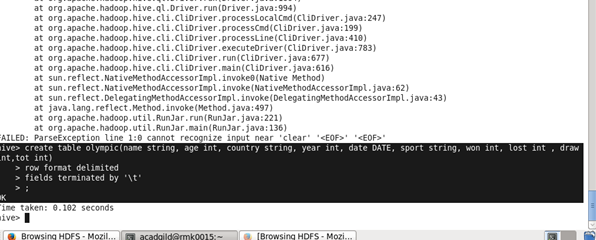 at org.apache.hadoop.hive.ql.Driver.run(Driver.java:994)
at org.apache.hadoop.hive.cli.CliDriver.processLocalCmd(CliDriver.java:247)
at org.apache.hadoop.hive.cli.CliDriver.processCmd(CliDriver.java:199)
at org.apache.hadoop.hive.cli.CliDriver.processLine(CliDriver.java:410)
at org.apache.hadoop.hive.cli.CliDriver.executeDriver(CliDriver.java:783)
at org.apache.hadoop.hive.cli.CliDriver.run(CliDriver.java:677)
at org.apache.hadoop.hive.cli.CliDriver.main(CliDriver.java:616)
at sun.reflect.NativeMethodAccessorImpl.invoke0(Native Method)
at sun.reflect.NativeMethodAccessorImpl.invoke(NativeMethodAccessorImpl.java:62)
at sun.reflect.DelegatingMethodAccessorImpl.invoke(DelegatingMethodAccessorImpl.java:43)
at java.lang.reflect.Method.invoke(Method.java:497)
at org.apache.hadoop.util.RunJar.run(RunJar.java:221)
at org.apache.hadoop.util.RunJar.main(RunJar.java:136)
FAILED: ParseException line 1:0 cannot recognize input near 'clear' '<EOF>' '<EOF>'
hive> create table olympic(name string, age int, country string, year int, date DATE, sport string, won int, lost int , draw
int,tot int)
> row format delimited
> fields terminated by '\t'
> ;
OK
Time taken: 0.102 seconds
hive>
Browsing HDFS - Mozil...
acadgild@rmk0015:~
[Browsing HDFS - Mozi...